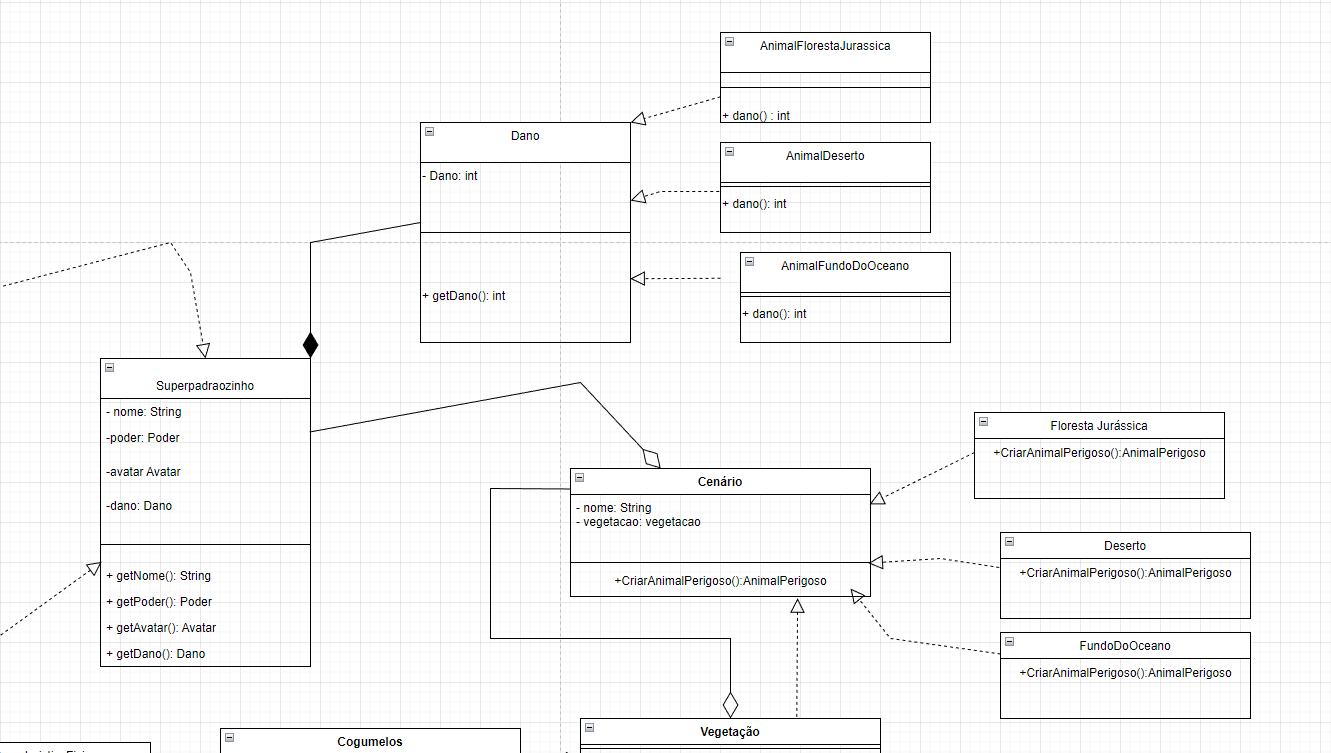 AnimalFlorestaJurassica
+ dano() : int
Dano
- Dano: int
+ getDano(): int
AnimalDeserto
+ dano(): int
AnimalFundoDoOceano
+ dano(): int
Superpadraozinho
- nome: String
-poder: Poder
-avatar Avatar
-dano: Dano
+ getNome(): String
+ getPoder(): Poder
+ getAvatar(): Avatar
+ getDano(): Dano
Cenário
- nome: String
- vegetacao: vegetacao
+CriarAnimalPerigoso():AnimalPerigoso
Floresta Jurássica
+CriarAnimalPerigoso():AnimalPerigoso
Deserto
+CriarAnimalPerigoso():AnimalPerigoso
FundoDoOceano
+CriarAnimalPerigoso():AnimalPerigoso
Cogumelos
Vegetação